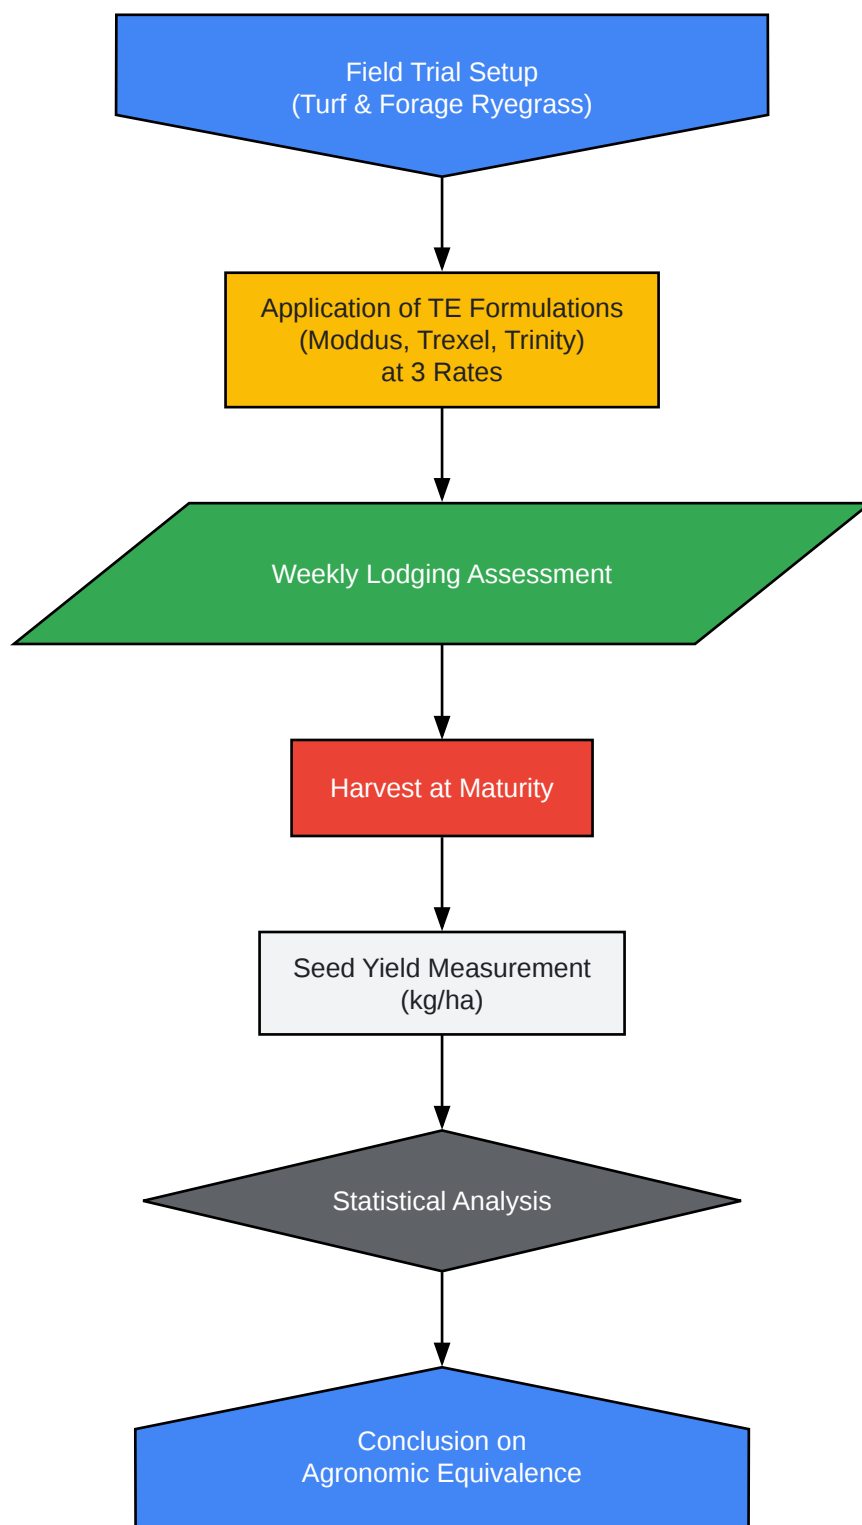 Field Trial Setup
(Turf & Forage Ryegrass)
Application of TE Formulations
(Moddus, Trexel, Trinity)
at 3 Rates
Weekly Lodging Assessment
Harvest at Maturity
Seed Yield Measurement
(kg/ha)
Statistical Analysis
Conclusion on
Agronomic Equivalence